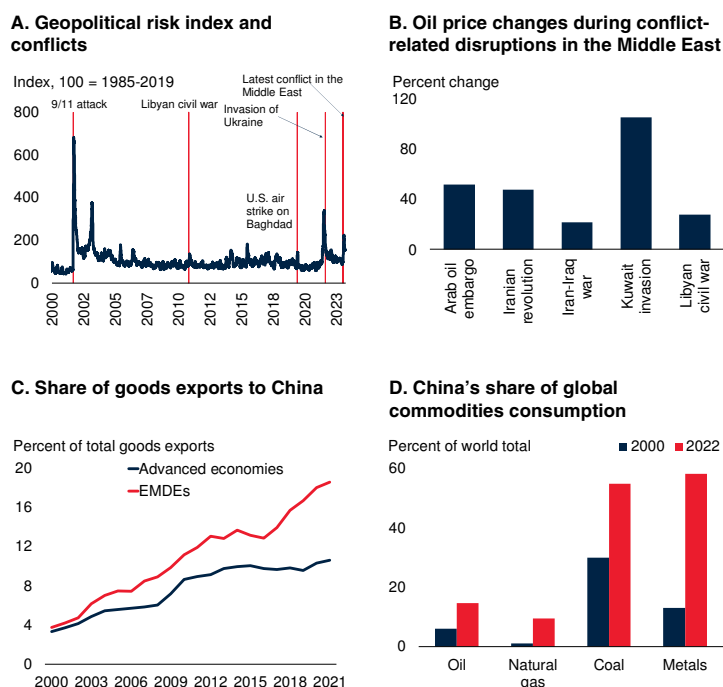 A. Geopolitical risk index and
conflicts
Index, 100 = 1985-2019
Latest conflict in the
Middle East
9/11 attack
Libyan civil war
Invasion of
Ukraine
U.S. air
strike on
Baghdad
800
600
400
200
0
2000
2002
2005
2007
2010
2012
2015
2017
2020
2022
2023
B. Oil price changes during conflict-
related disruptions in the Middle East
Percent change
120
80
40
0
Arab oil
embargo
Iranian
revolution
Iran-Iraq
war
Kuwait
invasion
Libyan
civil war
C. Share of goods exports to China
Percent of total goods exports
Advanced economies
EMDEs
20
16
12
8
4
0
2000 2003 2006 2009 2012 2015 2018 2021
D. China's share of global
commodities consumption
Percent of world total
2000 2022
60
40
20
0
Oil
Natural
gas
Coal
Metals